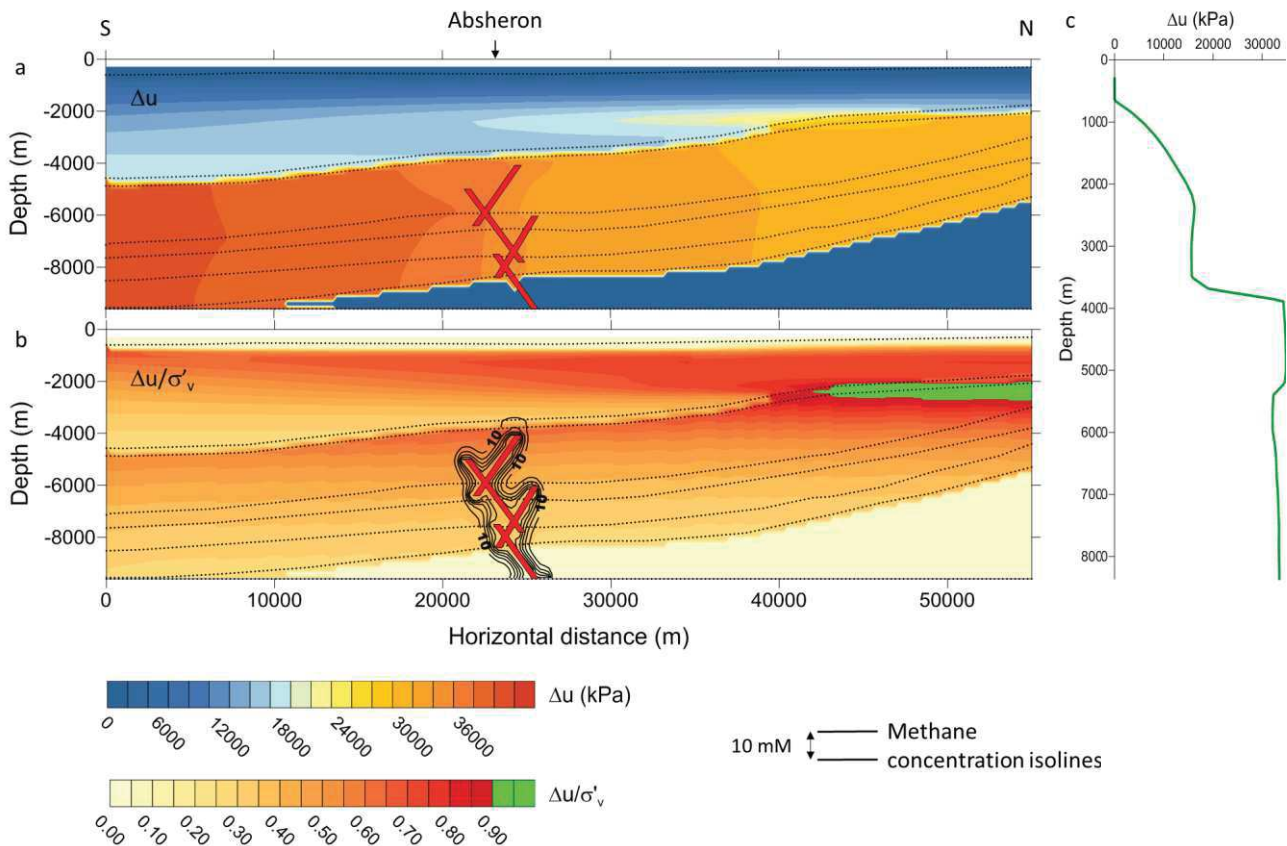 S
Absheron
N
c
Δu (kPa)
0
10000
20000
30000
a
Δu
0
-2000
-4000
-6000
-8000
Depth (m)
b
Δu/σ'v
0
-2000
-4000
-6000
-8000
Depth (m)
10
10
10
10
0
10000
20000
30000
40000
50000
Horizontal distance (m)
0
1000
2000
3000
4000
5000
6000
7000
8000
Depth (m)
0
6000
12000
18000
24000
30000
36000
Δu (kPa)
0.00
0.10
0.20
0.30
0.40
0.50
0.60
0.70
0.80
0.90
Δu/σ'v
10 mM
Methane
concentration isolines